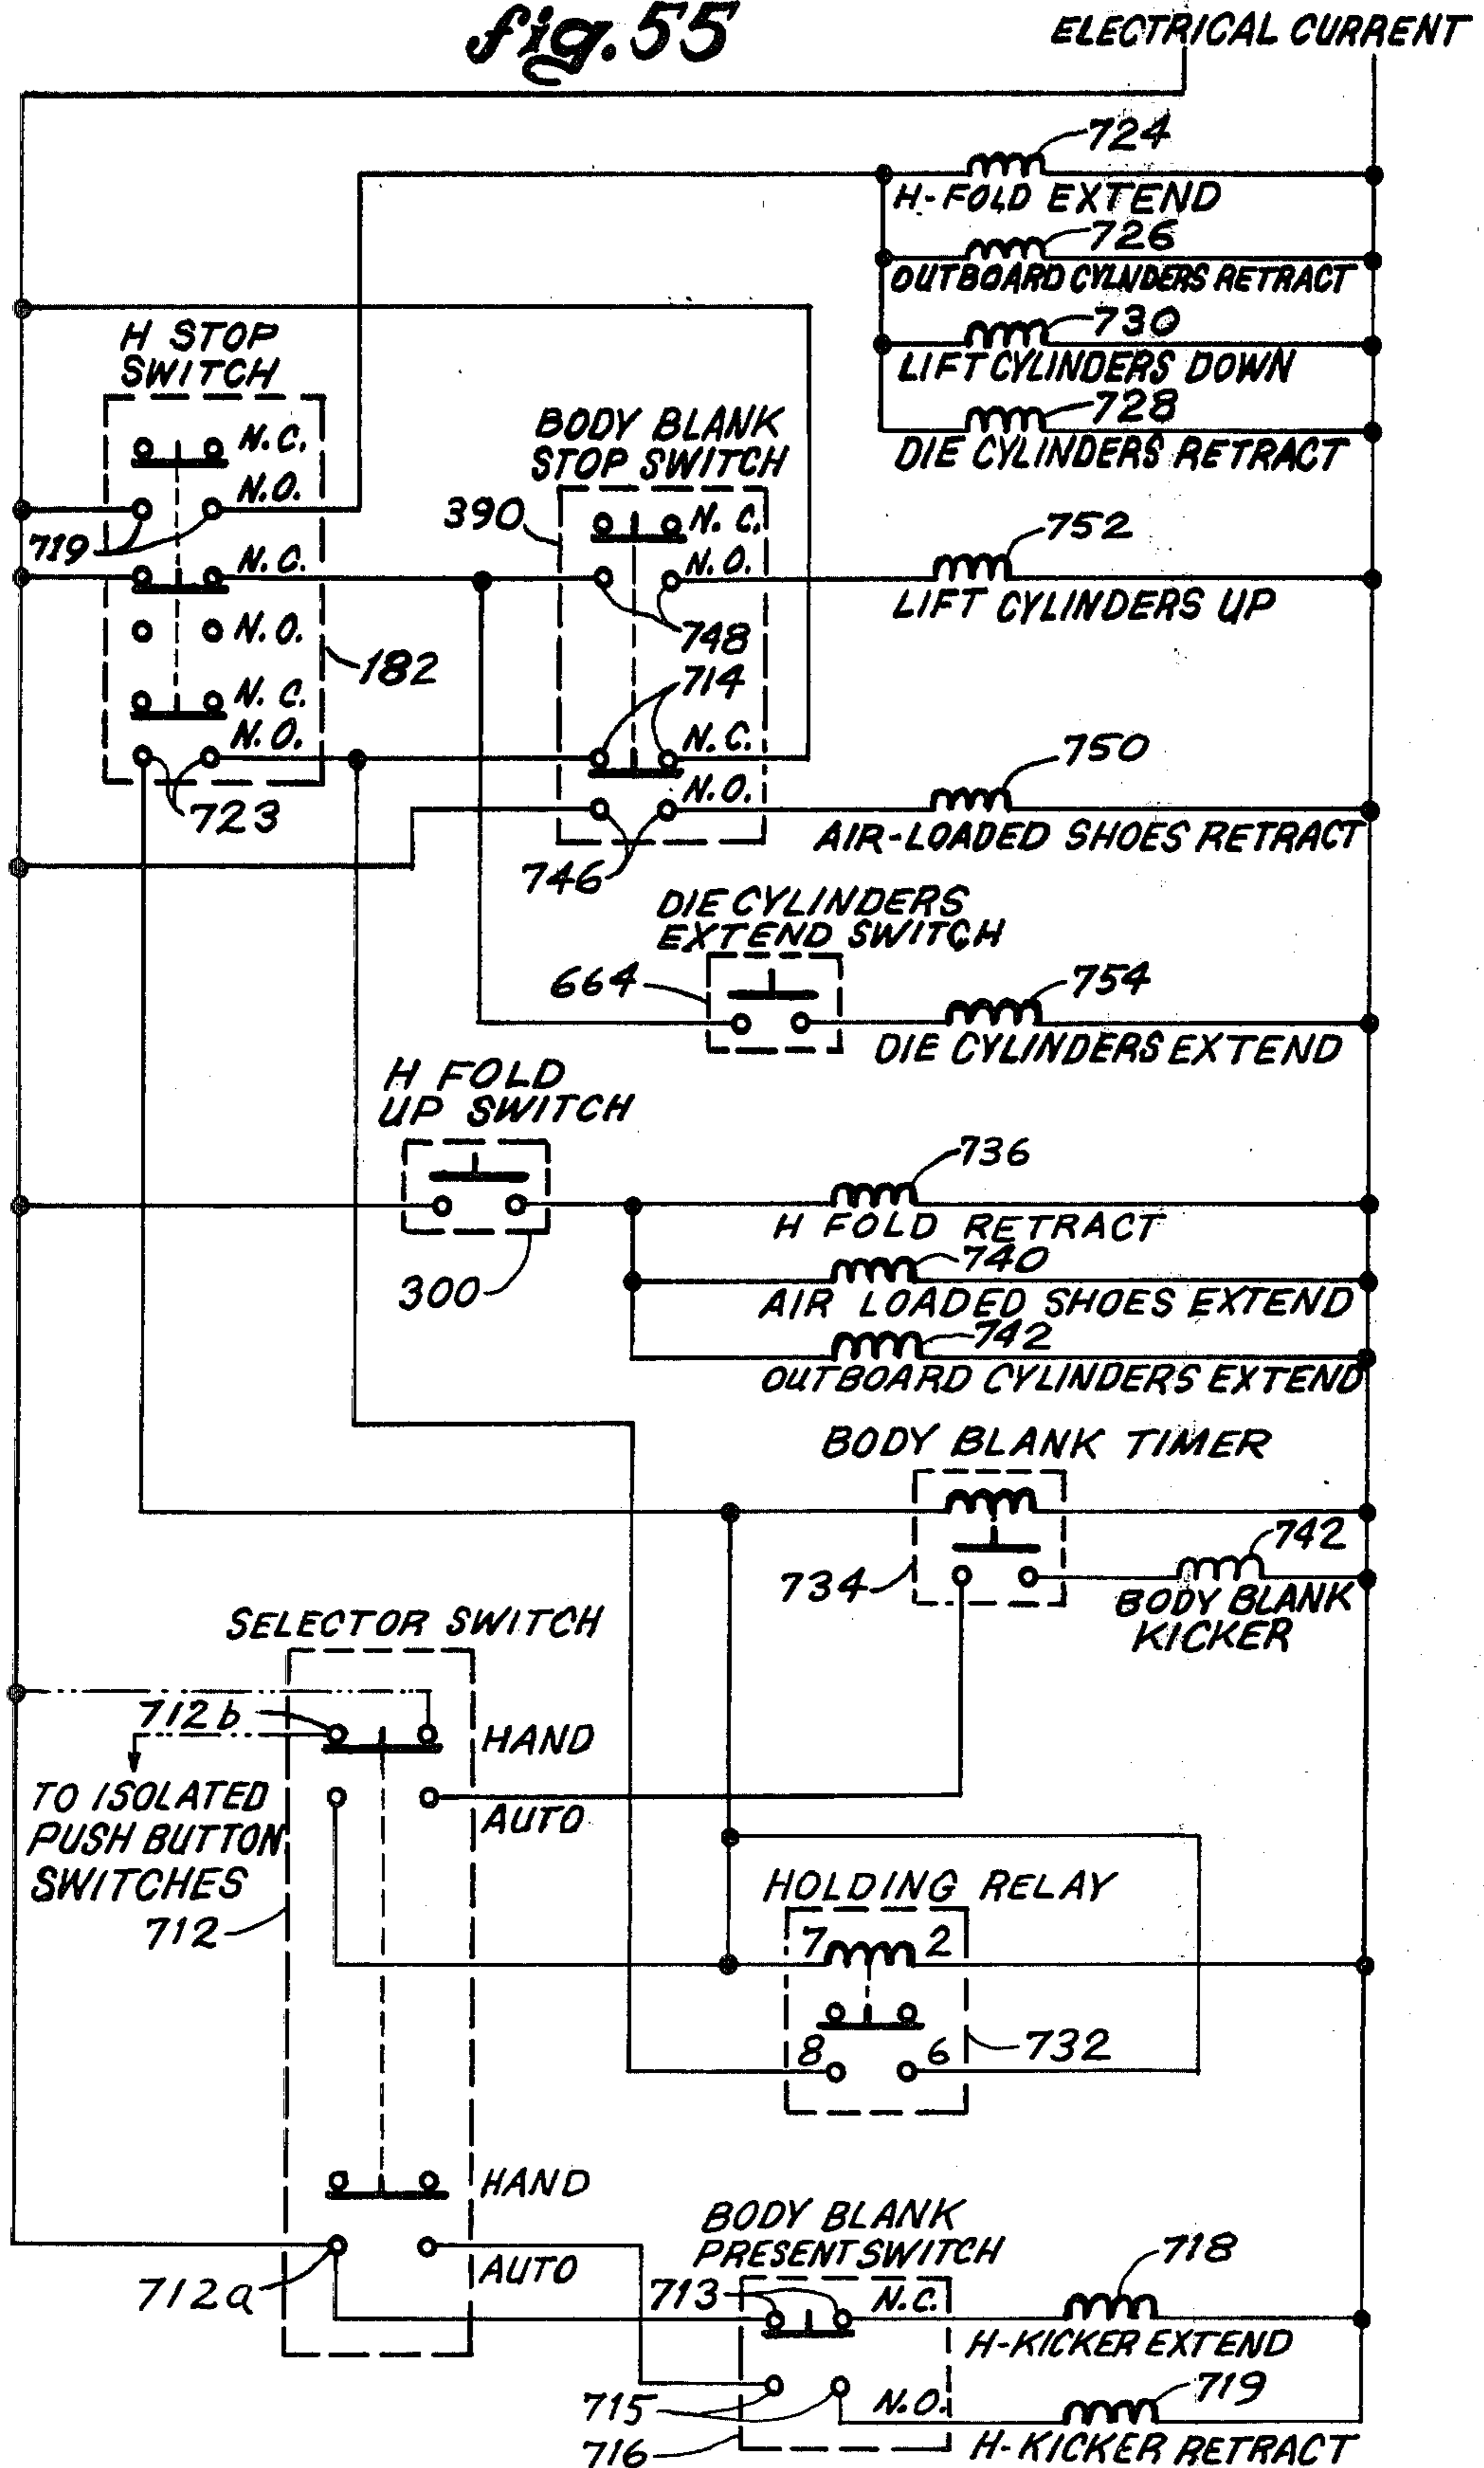 fig. 55
ELECTRICAL CURRENT
724
H-FOLD EXTEND
726
OUTBOARD CYLINDERS RETRACT
730
LIFT CYLINDERS DOWN
728
DIE CYLINDERS RETRACT
H STOP
SWITCH
N.C.
N.O.
719
N.C.
N.O.
182
N.C.
N.O.
723
BODY BLANK
STOP SWITCH
390
N.C.
N.O.
748
714
N.C.
N.O.
746
752
LIFT CYLINDERS UP
750
AIR-LOADED SHOES RETRACT
DIE CYLINDERS
EXTEND SWITCH
664
754
DIE CYLINDERS EXTEND
H FOLD
UP SWITCH
300
736
H FOLD RETRACT
740
AIR LOADED SHOES EXTEND
742
OUTBOARD CYLINDERS EXTEND
BODY BLANK TIMER
734
742
BODY BLANK
KICKER
SELECTOR SWITCH
712b
HAND
TO ISOLATED
PUSH BUTTON
SWITCHES
AUTO
712
HOLDING RELAY
7 2
8 6
732
HAND
712a
AUTO
BODY BLANK
PRESENT SWITCH
713
N.C.
718
H-KICKER EXTEND
715
N.O.
719
716
H-KICKER RETRACT